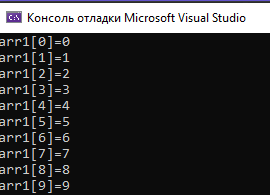 Консоль отладки Microsoft Visual Studio
arr1[0]=0
arr1[1]=1
arr1[2]=2
arr1[3]=3
arr1[4]=4
arr1[5]=5
arr1[6]=6
arr1[7]=7
arr1[8]=8
arr1[9]=9